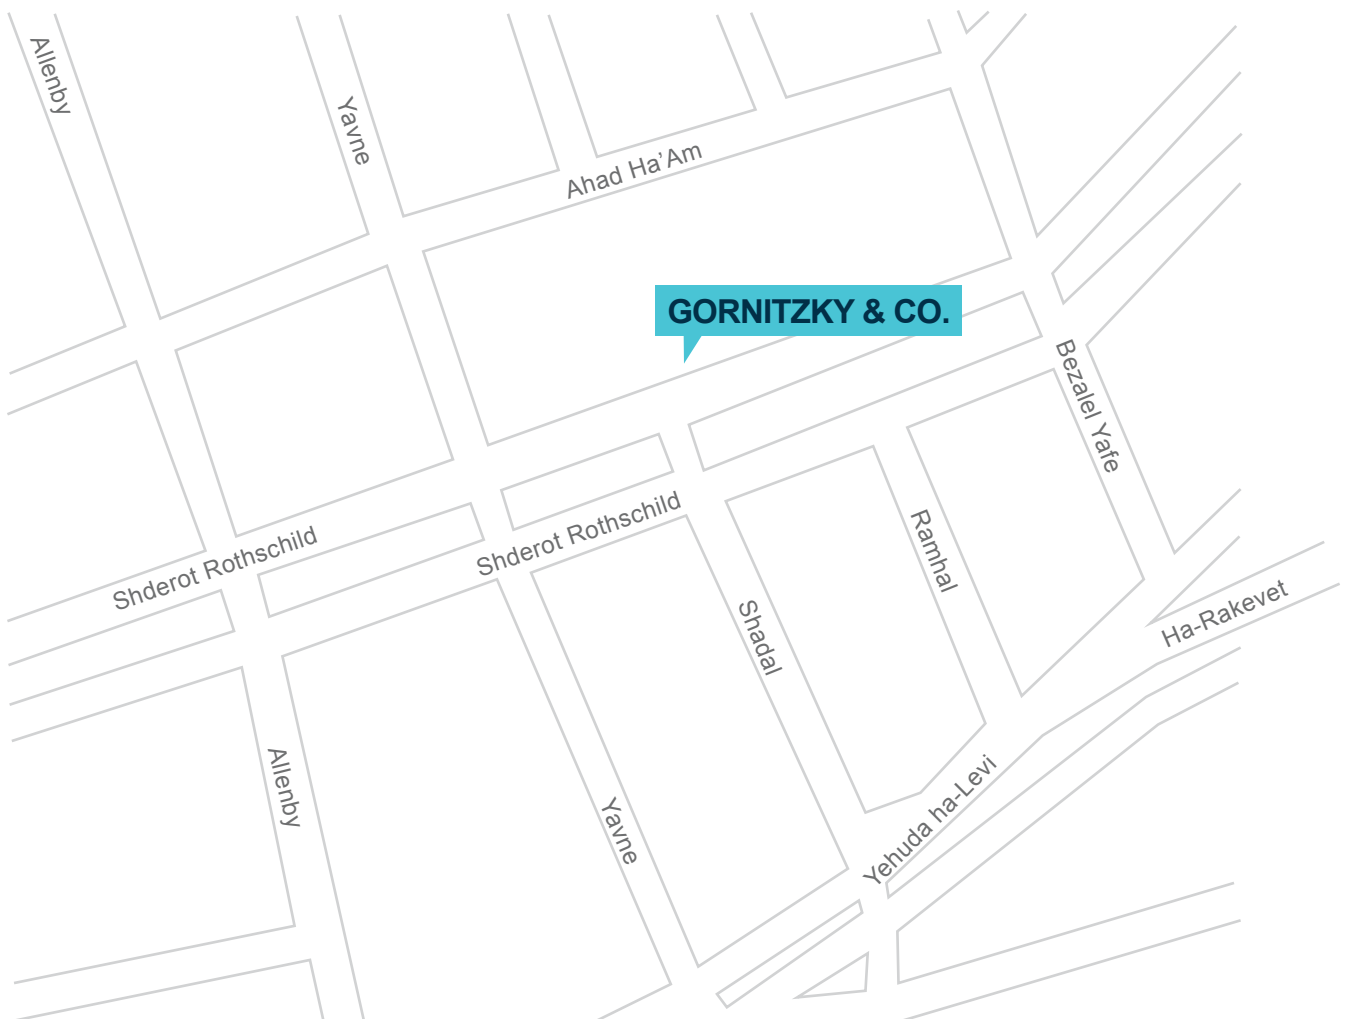 Allenby
Yavne
Ahad Ha’Am
GORNITZKY & CO.
Bezalel Yafe
Shderot Rothschild
Shderot Rothschild
Ramhal
Shadal
Ha-Rakevet
Allenby
Yavne
Yehuda ha-Levi